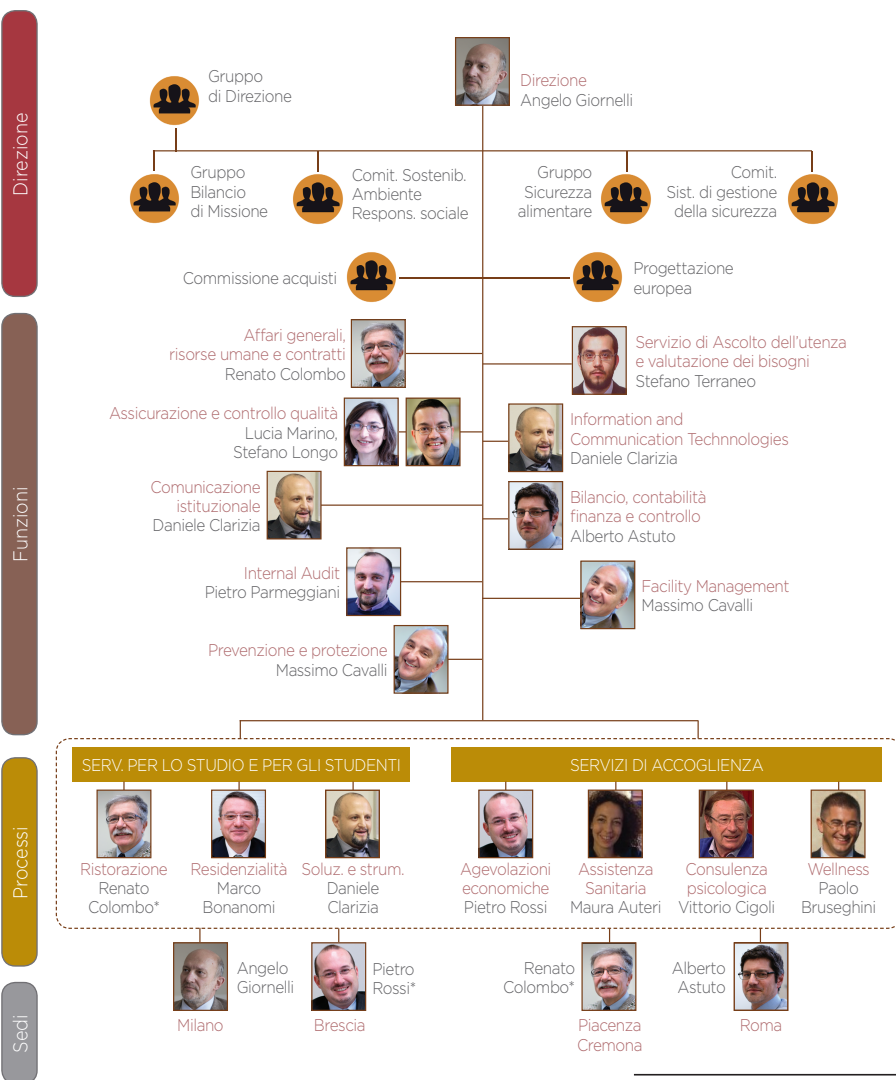 Direzione
Gruppo
di Direzione
Direzione
Angelo Giornelli
Gruppo
Bilancio
di Missione
Comit. Sostenib.
Ambiente
Respons. sociale
Gruppo
Sicurezza
alimentare
Comit.
Sist. di gestione
della sicurezza
Commissione acquisti
Progettazione
europea
Funzioni
Affari generali,
risorse umane e contratti
Renato Colombo
Servizio di Ascolto dell'utenza
e valutazione dei bisogni
Stefano Terraneo
Assicurazione e controllo qualità
Lucia Marino,
Stefano Longo
Information and
Communication Technnologies
Daniele Clarizia
Comunicazione
istituzionale
Daniele Clarizia
Bilancio, contabilità
finanza e controllo
Alberto Astuto
Internal Audit
Pietro Parmeggiani
Facility Management
Massimo Cavalli
Prevenzione e protezione
Massimo Cavalli
Processi
SERV. PER LO STUDIO E PER GLI STUDENTI
Ristorazione
Renato
Colombo*
Residenzialità
Marco
Bonanomi
Soluz. e strum.
Daniele
Clarizia
SERVIZI DI ACCOGLIENZA
Agevolazioni
economiche
Pietro Rossi
Assistenza
Sanitaria
Maura Auteri
Consulenza
psicologica
Vittorio Cigoli
Wellness
Paolo
Bruseghini
Sedi
Angelo
Giornelli
Milano
Pietro
Rossi*
Brescia
Renato
Colombo*
Piacenza
Cremona
Alberto
Astuto
Roma